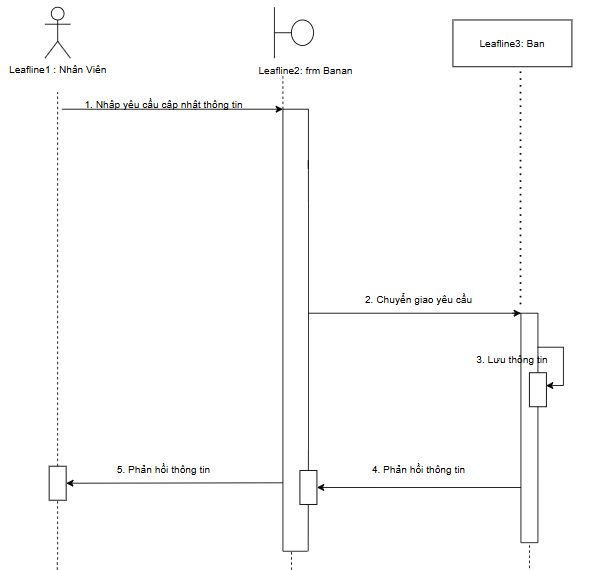 Leafline3: Ban
Leafline1 : Nhân Viên
Leafline2: frm Banan
1. Nhập yêu cầu cập nhật thông tin
2. Chuyển giao yêu cầu
3. Lưu thông tin
5. Phản hồi thông tin
4. Phản hồi thông tin